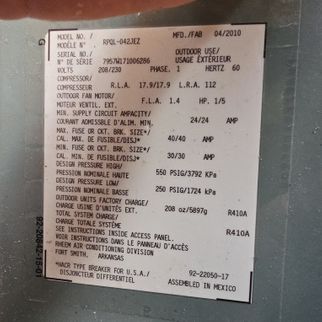 MODEL NO. / RPQL-042JEZ MFD./FAB 04/2010
MODÈLE N° .
SERIAL NO. / OUTDOOR USE/
N° DE SÉRIE 7957W171006286 USAGE EXTÉRIEUR
VOLTS 208/230 PHASE. 1 HERTZ 60
COMPRESSOR/
COMPRESSEUR R.L.A. 17.9/17.9 L.R.A. 112
OUTDOOR FAN MOTOR/
MOTEUR VENTIL. EXT. F.L.A. 1.4 HP. 1/5
MIN. SUPPLY CIRCUIT AMPACITY/
COURANT ADMISSBLE D'ALIM. MIN. 24/24 AMP
MAX. FUSE OR CKT. BRK. SIZE*/
CAL. MAX. DE FUSIBLE/DISJ* 40/40 AMP
MIN. FUSE OR CKT. BRK. SIZE*/
CAL. MIN. DE FUSIBLE/DISJ* 30/30 AMP
DESIGN PRESSURE HIGH/
PRESSION NOMINALE HAUTE 550 PSIG/3792 KPa
DESIGN PRESSURE LOW/
PRESSION NOMINALE BASSE 250 PSIG/1724 KPa
OUTDOOR UNITS FACTORY CHARGE/
CHARGE USINE D'UNITÉS EXT. 208 oz/5897g R410A
TOTAL SYSTEM CHARGE/
CHARGE TOTALE SYSTÈME R410A
SEE INSTRUCTIONS INSIDE ACCESS PANEL.
VOIR INSTRUCTIONS DANS LE PANNEAU D'ACCÈS
RHEEM AIR CONDITIONING DIVISION
FORT SMITH, ARKANSAS
92-22050-17
*HACR TYPE BREAKER FOR U.S.A./
DISJONCTEUR DIFFERENTIEL ASSEMBLED IN MEXICO
92-20842-15-01
G